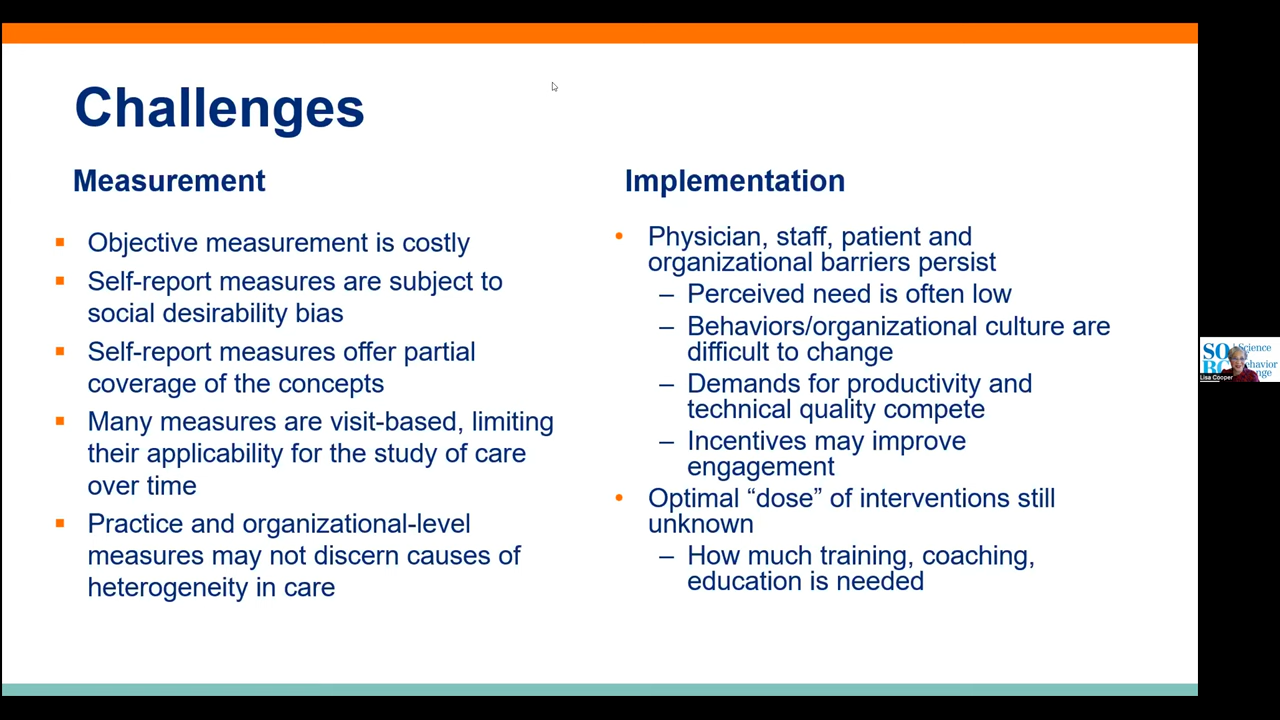 Challenges
Measurement
Objective measurement is costly
Self-report measures are subject to
social desirability bias
Self-report measures offer partial
coverage of the concepts
Many measures are visit-based, limiting
their applicability for the study of care
over time
Practice and organizational-level
measures may not discern causes of
heterogeneity in care
Implementation
Physician, staff, patient and
organizational barriers persist
– Perceived need is often low
– Behaviors/organizational culture are
difficult to change
– Demands for productivity and
technical quality compete
– Incentives may improve
engagement
Optimal “dose” of interventions still
unknown
– How much training, coaching,
education is needed
SO
Science
Lisa Cooper